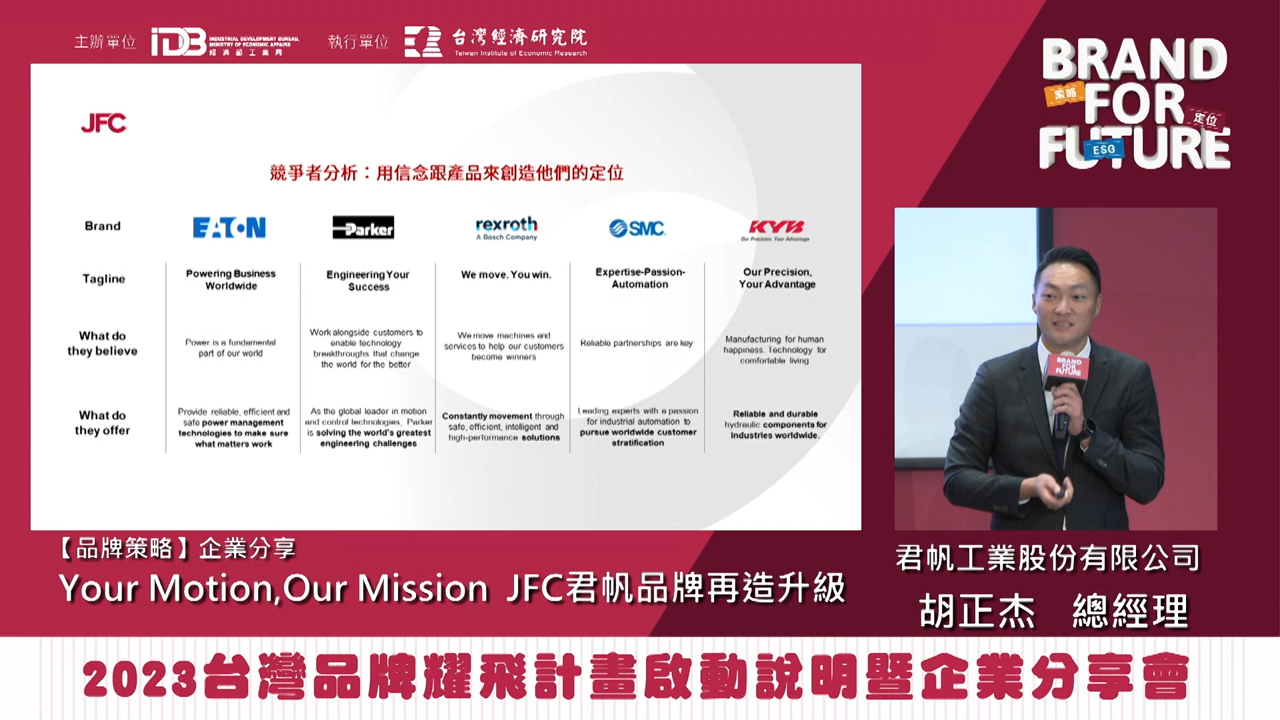 主辦單位
IDB
INDUSTRIAL DEVELOPMENT BUREAU,
MINISTRY OF ECONOMIC AFFAIRS
經濟部工業局
執行單位
台灣經濟研究院
Taiwan Institute of Economic Research
BRAND
策略
FOR
定位
FUTURE
ESG
JFC
競爭者分析：用信念跟產品來創造他們的定位
Brand
EATON
Parker
rexroth
A Bosch Company
SMC
KYB
Our Precision, Your Advantage
Tagline
Powering Business
Worldwide
Engineering Your
Success
We move. You win.
Expertise-Passion-
Automation
Our Precision,
Your Advantage
What do
they believe
Power is a fundamental
part of our world
Work alongside customers to
enable technology
breakthroughs that change
the world for the better
We move machines and
services to help our customers
become winners
Reliable partnerships are key
Manufacturing for human
happiness. Technology for
comfortable living
What do
they offer
Provide reliable, efficient and
safe power management
technologies to make sure
what matters work
As the global leader in motion
and control technologies, Parker
is solving the world's greatest
engineering challenges
Constantly movement through
safe, efficient, intelligent and
high-performance solutions
Leading experts with a passion
for industrial automation to
pursue worldwide customer
stratification
Reliable and durable
hydraulic components for
industries worldwide.
BRAND
FOR
FUTURE
【品牌策略】企業分享
Your Motion,Our Mission JFC君帆品牌再造升級
君帆工業股份有限公司
胡正杰 總經理
2023台灣品牌耀飛計畫啟動說明暨企業分享會